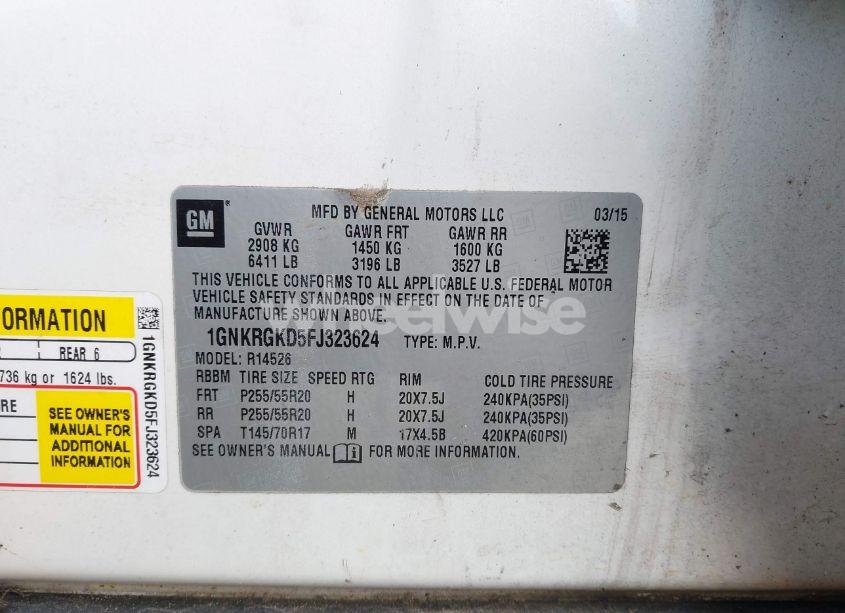 GM
MFD BY GENERAL MOTORS LLC 03/15
GVWR GAWR FRT GAWR RR
2908 KG 1450 KG 1600 KG
6411 LB 3196 LB 3527 LB
THIS VEHICLE CONFORMS TO ALL APPLICABLE U.S. FEDERAL MOTOR
VEHICLE SAFETY STANDARDS IN EFFECT ON THE DATE OF
MANUFACTURE SHOWN ABOVE.
1GNKRGKD5FJ323624 TYPE: M.P.V.
MODEL: R14526
RBBM TIRE SIZE SPEED RTG RIM COLD TIRE PRESSURE
FRT P255/55R20 H 20X7.5J 240KPA(35PSI)
RR P255/55R20 H 20X7.5J 240KPA(35PSI)
SPA T145/70R17 M 17X4.5B 420KPA(60PSI)
SEE OWNER'S MANUAL FOR MORE INFORMATION.
ORMATION
REAR 6
736 kg or 1624 lbs.
SEE OWNER'S
MANUAL FOR
ADDITIONAL
INFORMATION
1GNKRGKD5FJ323624
wheelwise